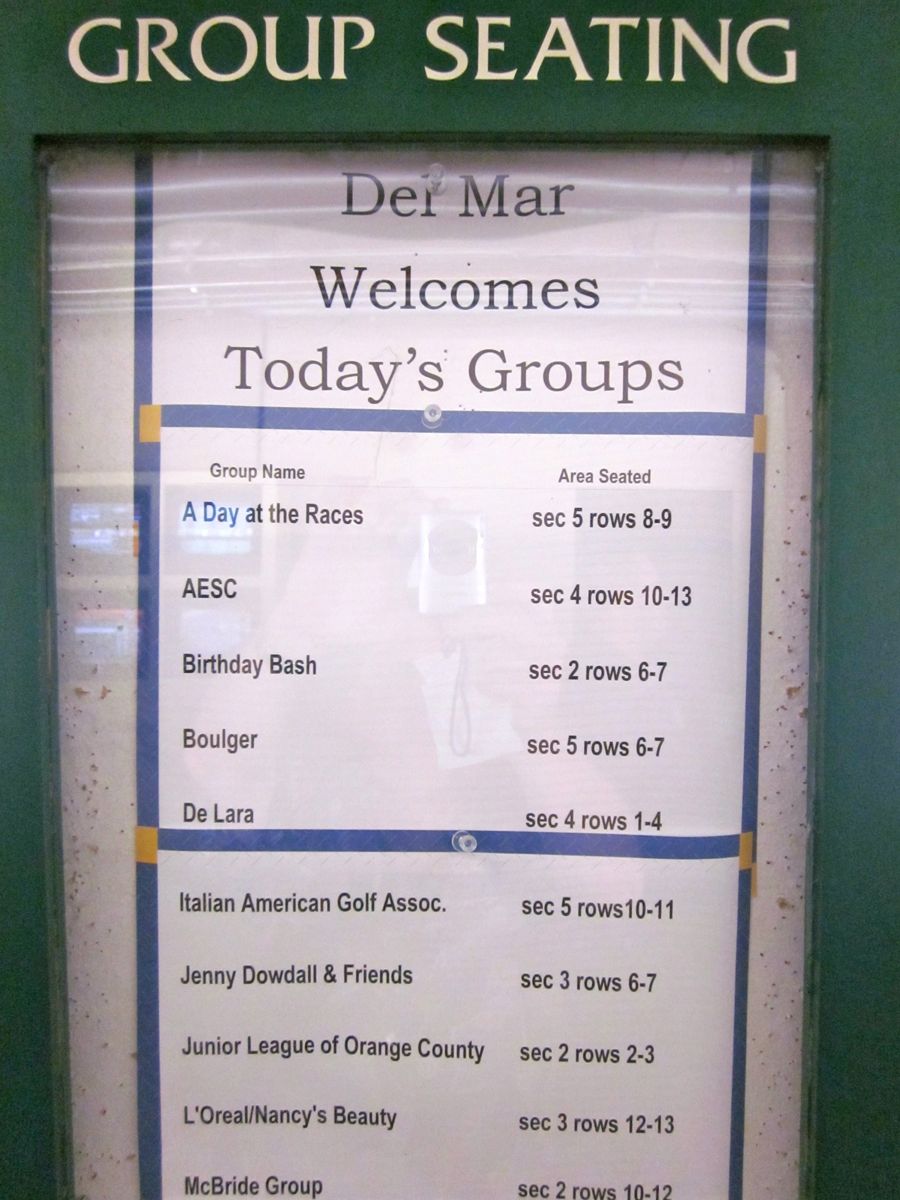 GROUP SEATING
Del Mar
Welcomes
Today's Groups
Group Name Area Seated
A Day at the Races sec 5 rows 8-9
AESC sec 4 rows 10-13
Birthday Bash sec 2 rows 6-7
Boulger sec 5 rows 6-7
De Lara sec 4 rows 1-4
Italian American Golf Assoc. sec 5 rows10-11
Jenny Dowdall & Friends sec 3 rows 6-7
Junior League of Orange County sec 2 rows 2-3
L'Oreal/Nancy's Beauty sec 3 rows 12-13
McBride Group sec 2 rows 10-12